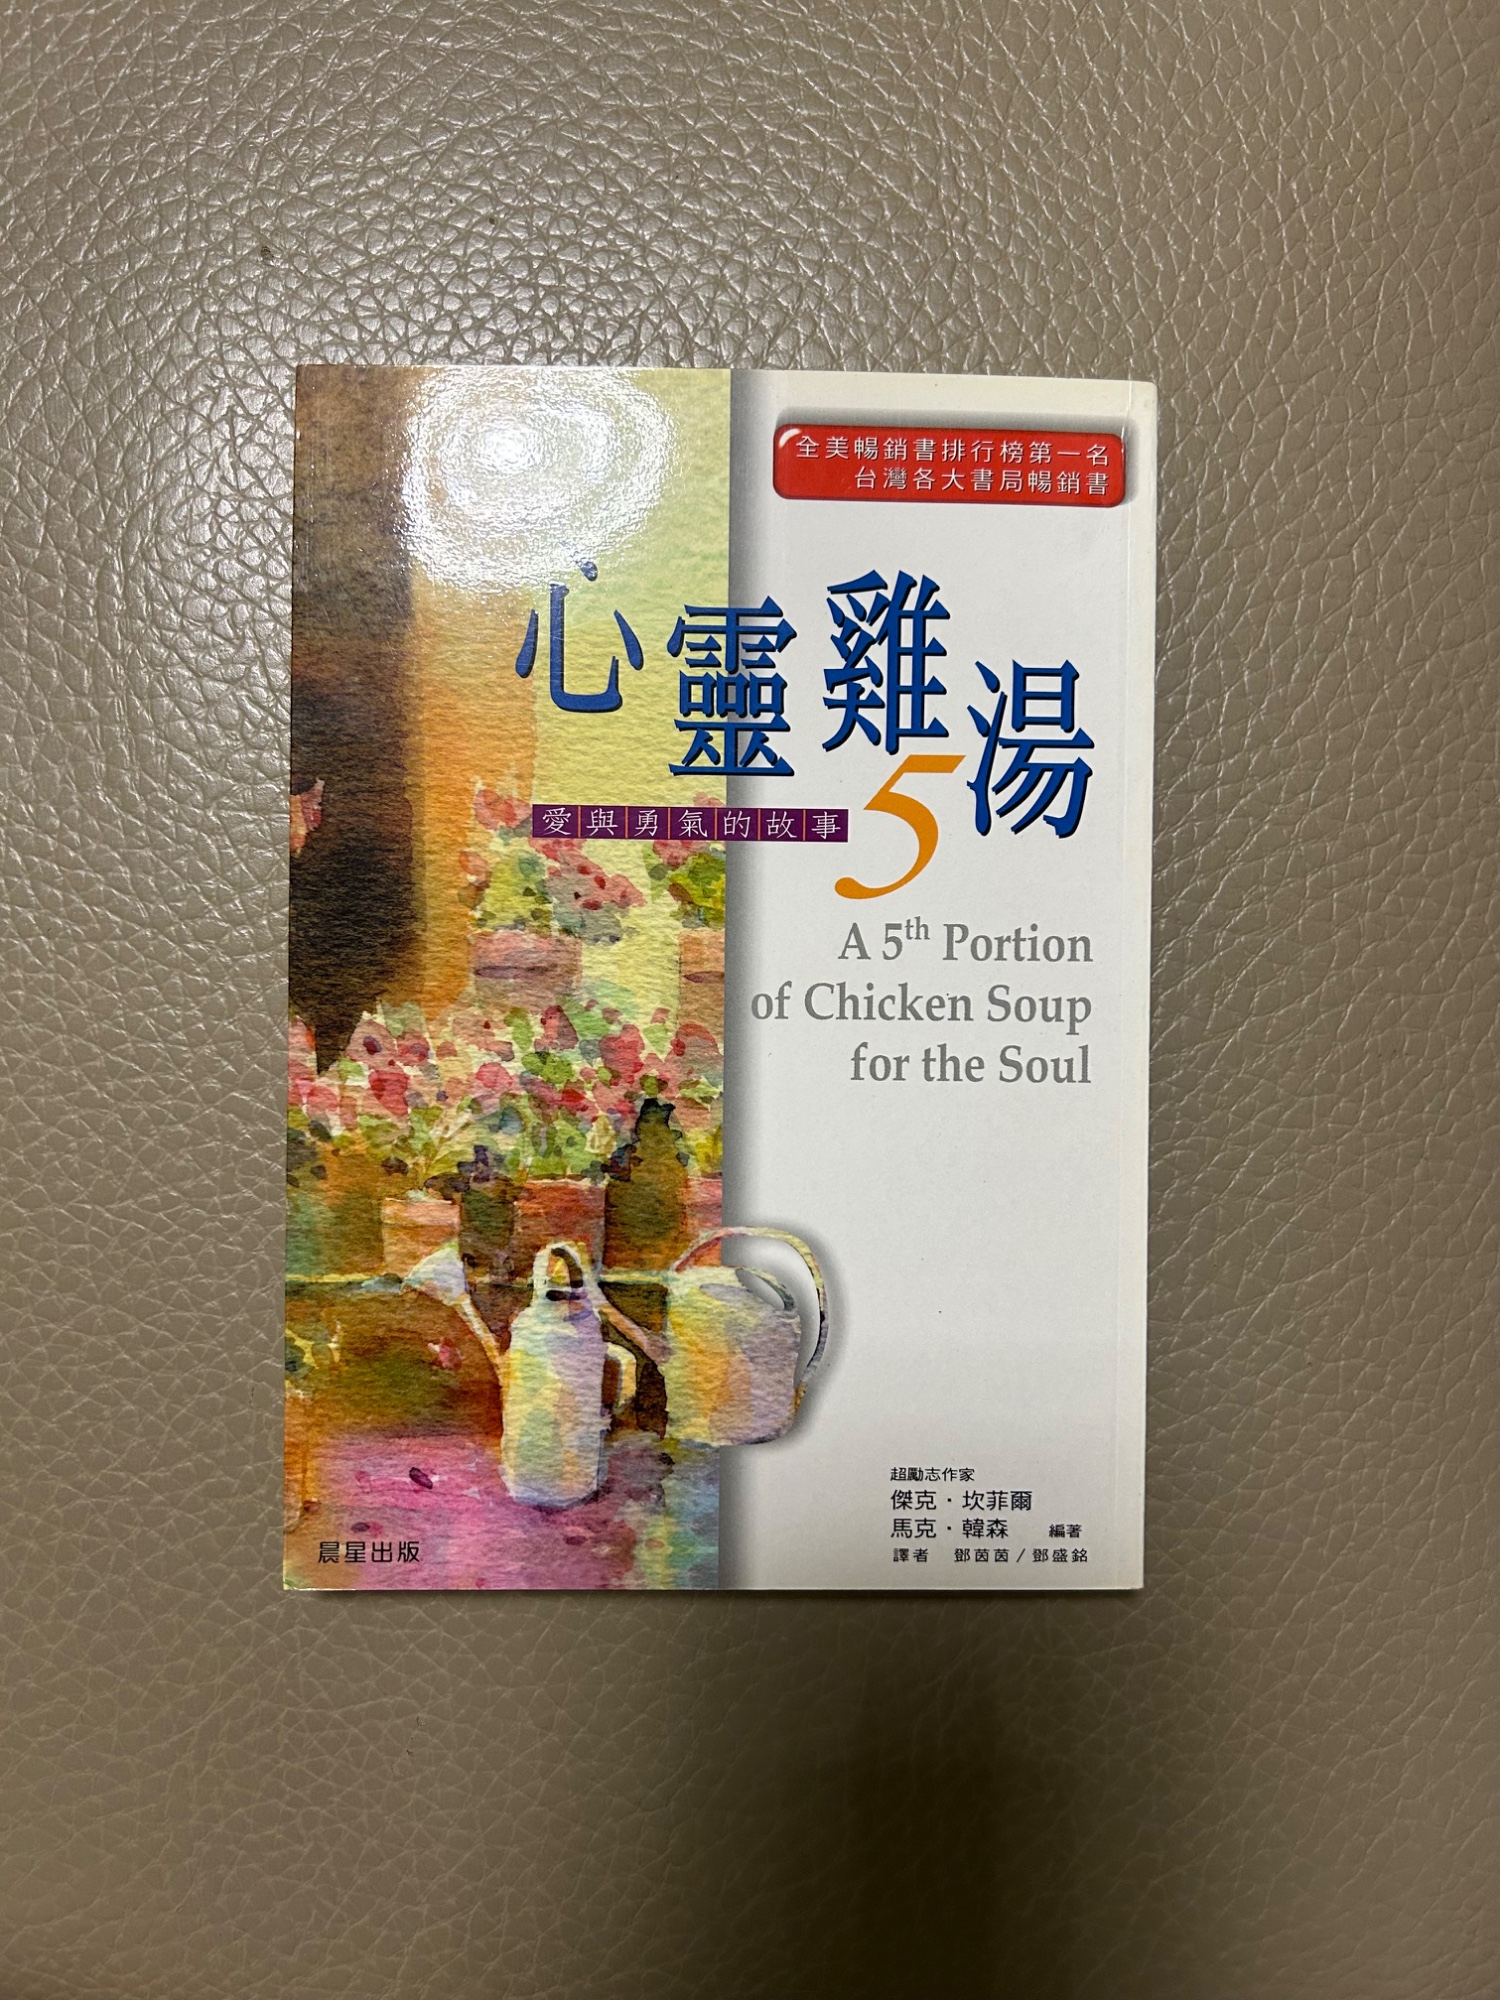 全美暢銷書排行榜第一名
台灣各大書局暢銷書
心靈雞湯
5
愛與勇氣的故事
A 5th Portion
of Chicken Soup
for the Soul
超勵志作家
傑克·坎菲爾
馬克·韓森 編著
譯者 鄧茵茵/鄧盛銘
晨星出版